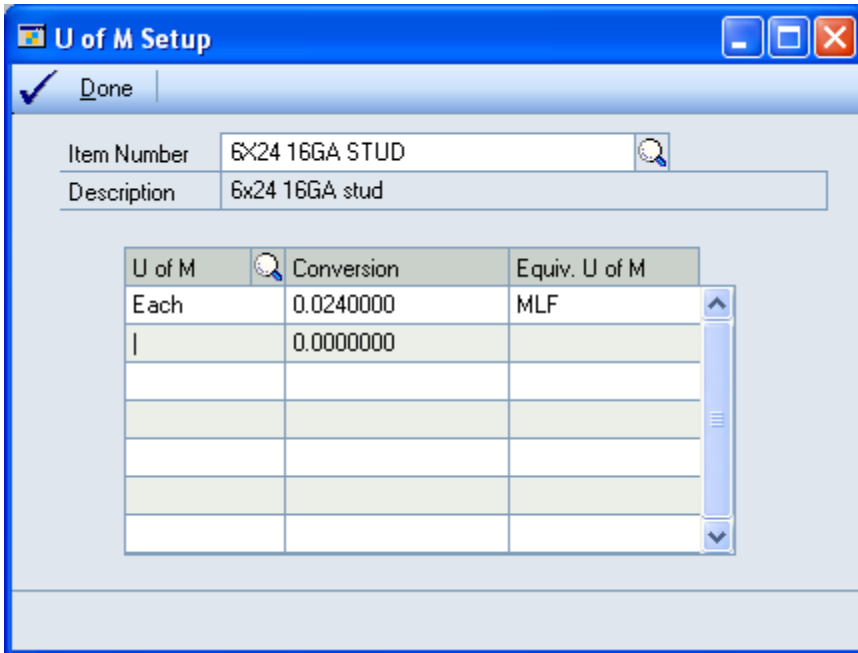 U of M Setup
Done
Item Number 6X24 16GA STUD
Description 6x24 16GA stud
U of M Conversion Equiv. U of M
Each 0.0240000 MLF
0.0000000